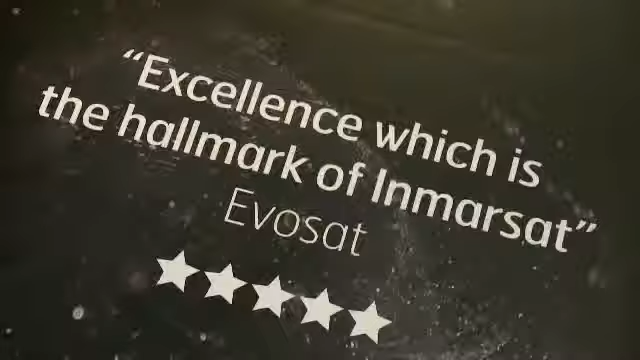 “Excellence which is
the hallmark of Inmarsat”
Evosat